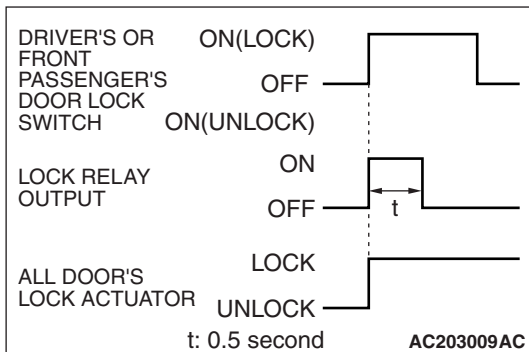 DRIVER'S OR
FRONT
PASSENGER'S
DOOR LOCK
SWITCH
ON(LOCK)
OFF
ON(UNLOCK)
LOCK RELAY
OUTPUT
ON
OFF
t
ALL DOOR'S
LOCK ACTUATOR
LOCK
UNLOCK
t: 0.5 second
AC203009AC